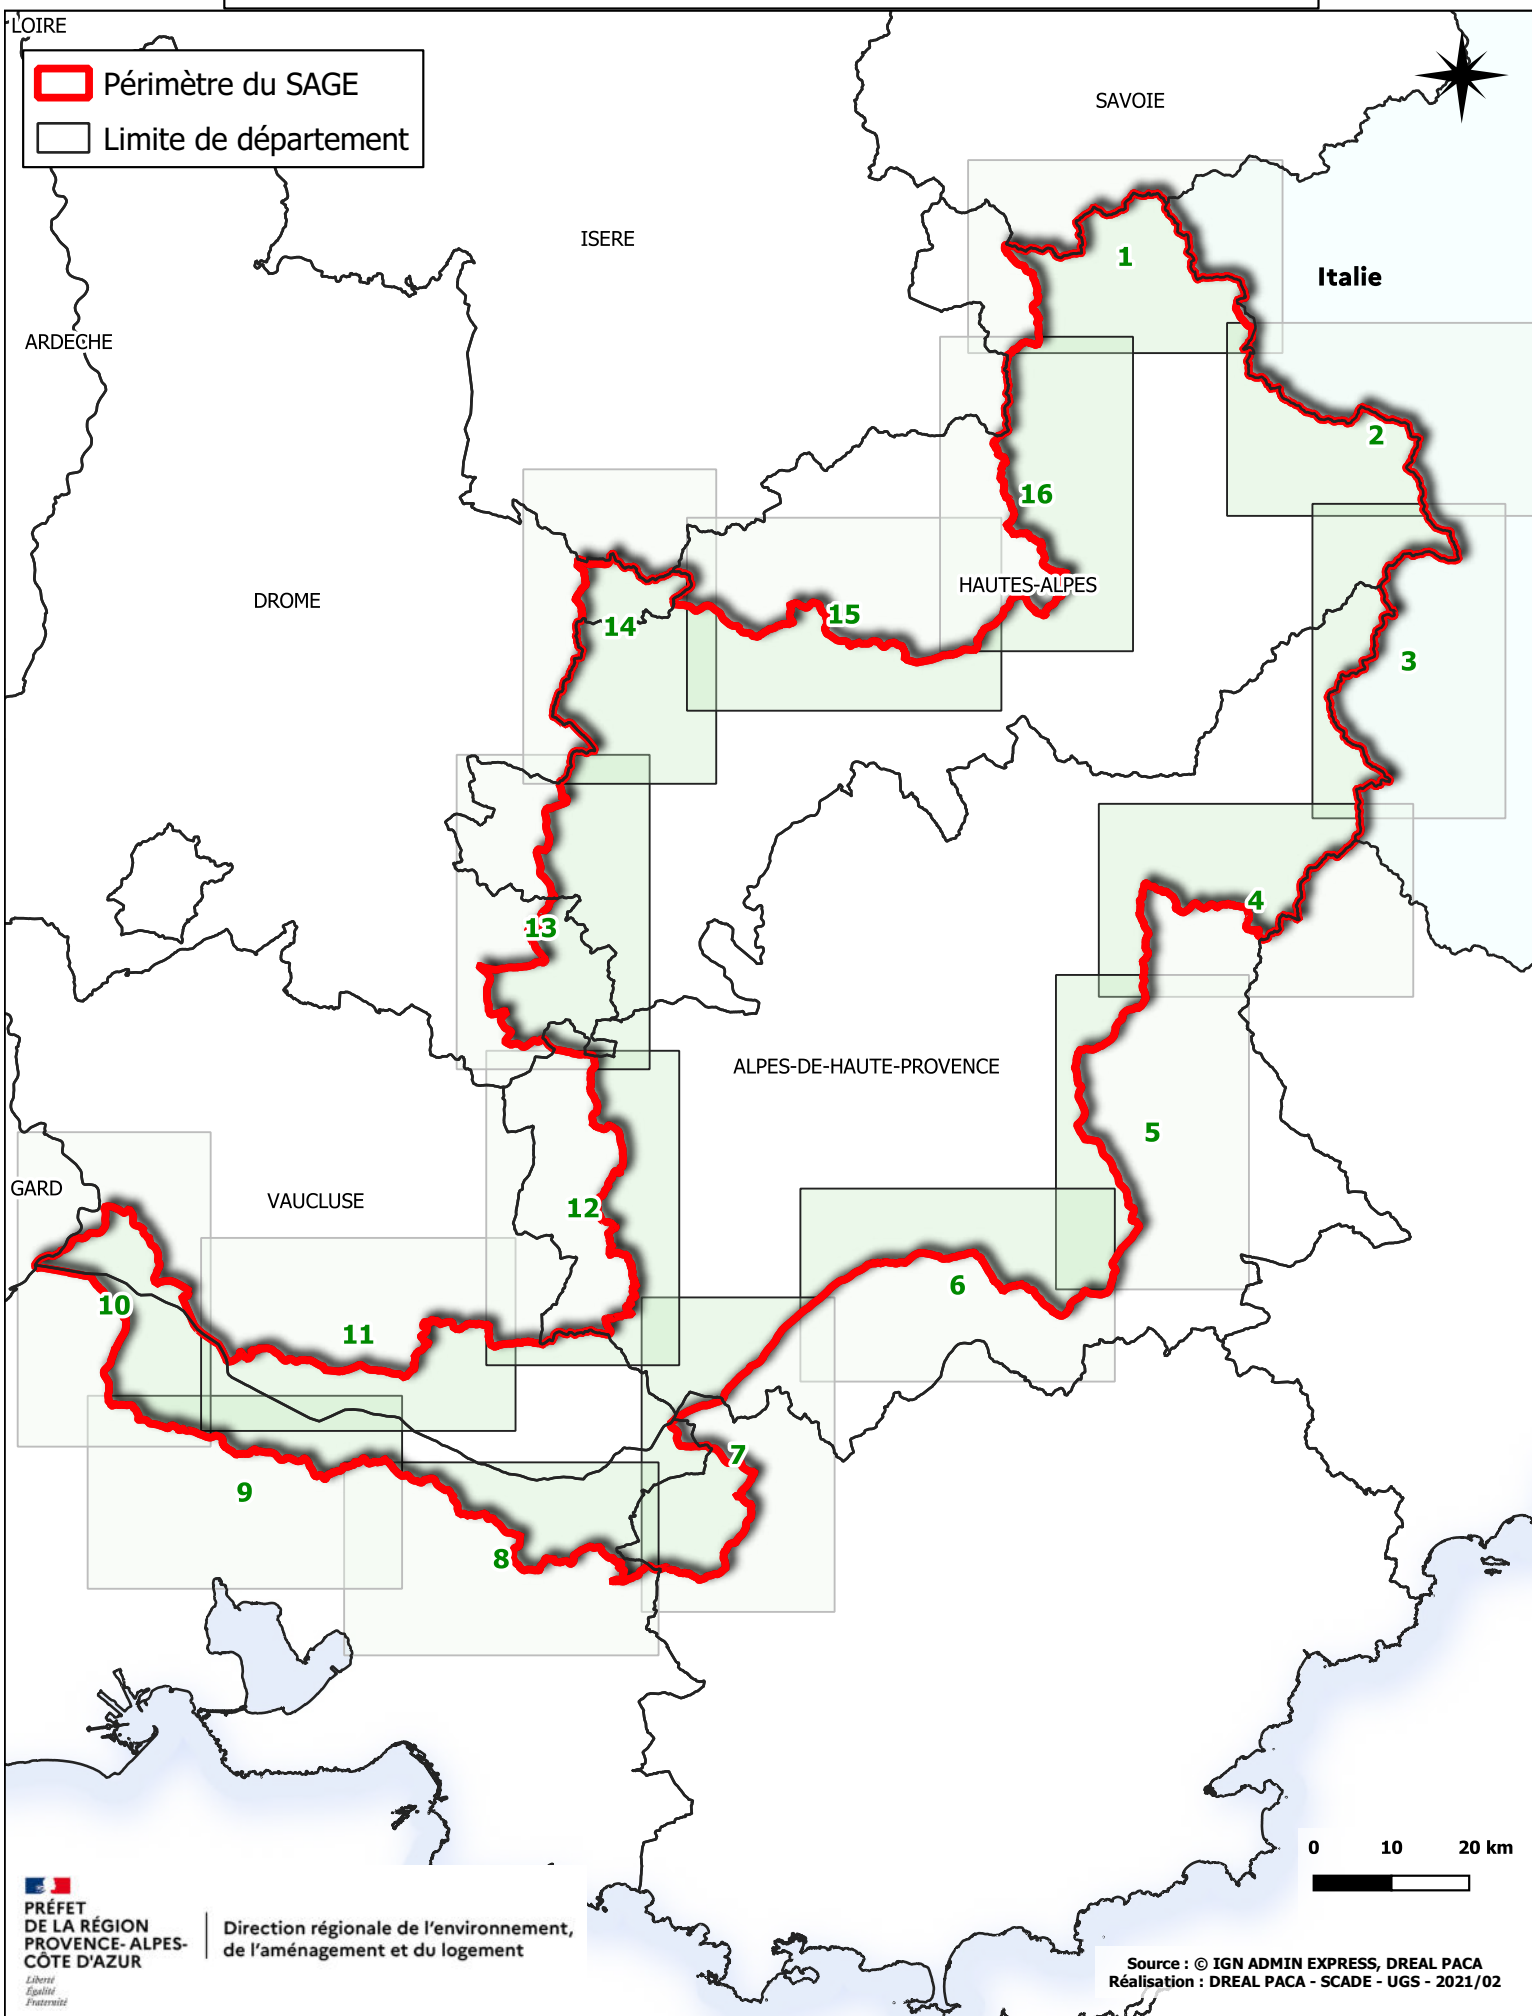 LOIRE
Périmètre du SAGE
Limite de département
SAVOIE
ISERE
1
Italie
ARDECHE
2
16
HAUTES-ALPES
DROME
15
14
3
4
13
ALPES-DE-HAUTE-PROVENCE
5
GARD
VAUCLUSE
12
6
10
11
7
9
8
0 10 20 km
PRÉFET
DE LA RÉGION
PROVENCE-ALPES-
CÔTE D'AZUR
Liberté
Égalité
Fraternité
Direction régionale de l'environnement,
de l'aménagement et du logement
Source : © IGN ADMIN EXPRESS, DREAL PACA
Réalisation : DREAL PACA - SCADE - UGS - 2021/02